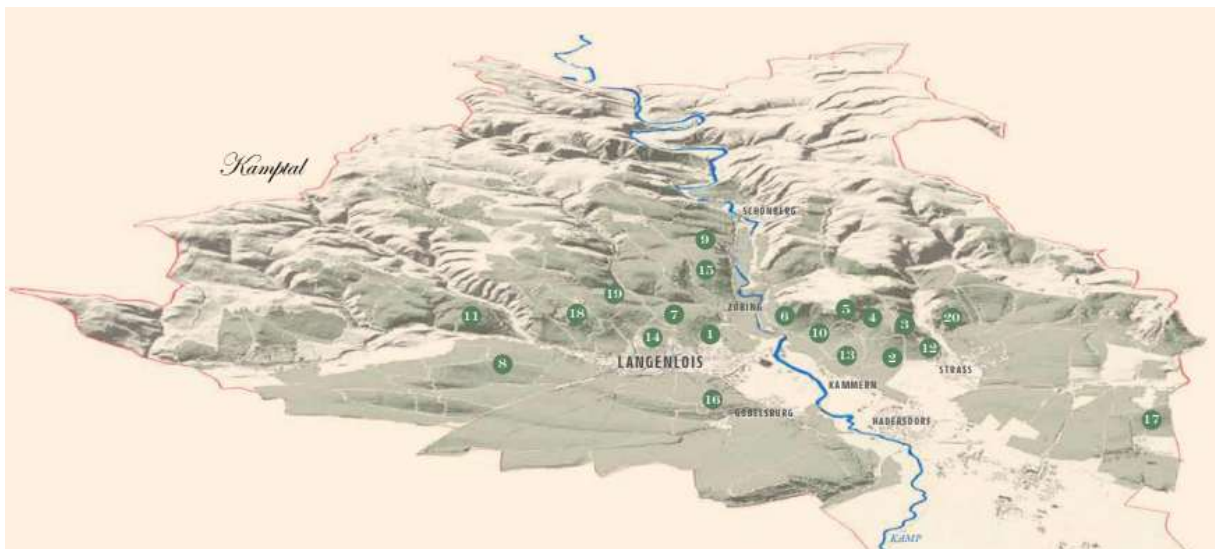 Kamptal
SCHÖNBERG
9
15
19
ZÖBING
11
18
7
6
5
4
3
20
14
1
10
12
LANGENLOIS
13
2
8
STRASS
KAMMERN
16
GOBELSBURG
HADERSDORF
17
KAMP